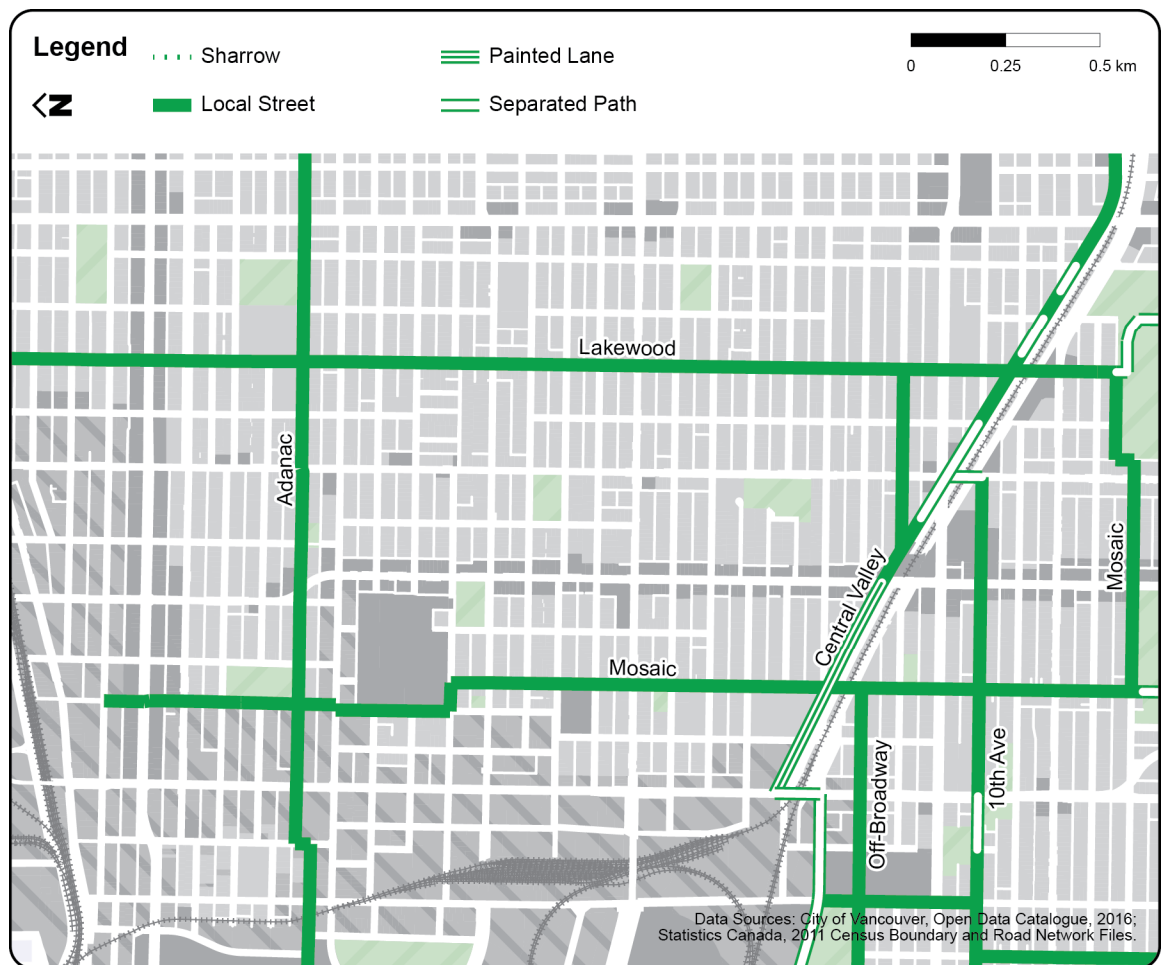 Legend
Sharrow
Painted Lane
Local Street
Separated Path
N
0 0.25 0.5 km
Lakewood
Adanac
Central Valley
Mosaic
Mosaic
Off-Broadway
10th Ave
Data Sources: City of Vancouver, Open Data Catalogue, 2016;
Statistics Canada, 2011 Census Boundary and Road Network Files.